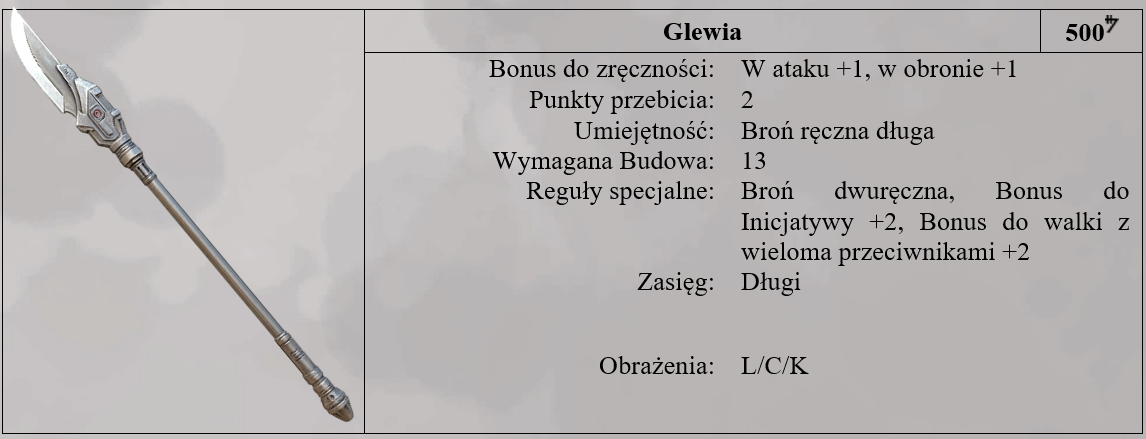 Glewia
500
Bonus do zręczności: W ataku +1, w obronie +1
Punkty przebicia: 2
Umiejętność: Broń ręczna długa
Wymagana Budowa: 13
Reguły specjalne: Broń dwuręczna, Bonus do
Inicjatywy +2, Bonus do walki z
wieloma przeciwnikami +2
Zasięg: Długi
Obrażenia: L/C/K